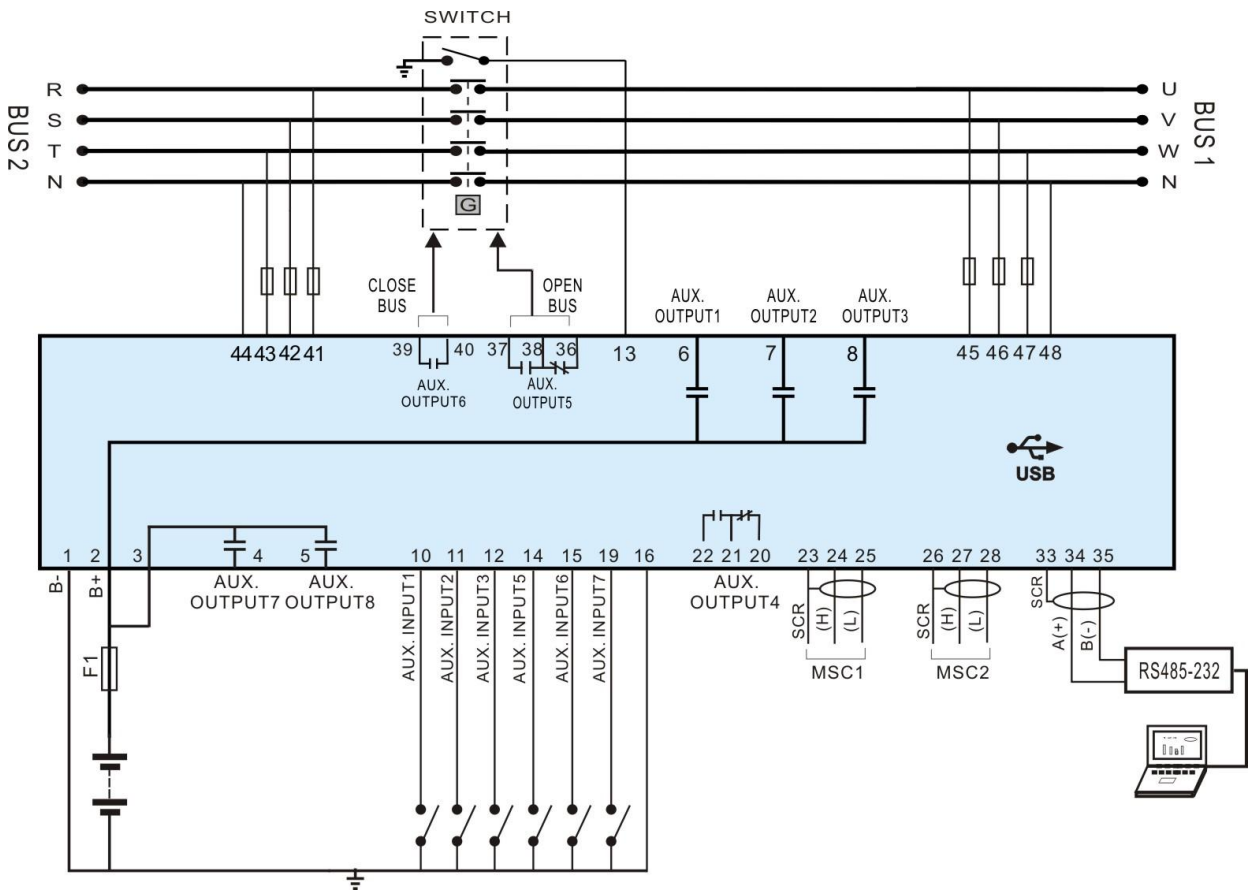 SWITCH
R
S
T
N
BUS 2
U
V
W
N
BUS 1
G
CLOSE
BUS
OPEN
BUS
AUX.
OUTPUT1
AUX.
OUTPUT2
AUX.
OUTPUT3
44 43 42 41
39 40 37 38 36 13 6 7 8
45 46 47 48
AUX.
OUTPUT6
AUX.
OUTPUT5
USB
1 2 3 4 5 10 11 12 14 15 19 16 22 21 20 23 24 25 26 27 28 33 34 35
B-
B+
AUX.
OUTPUT7
AUX.
OUTPUT8
AUX. INPUT1
AUX. INPUT2
AUX. INPUT3
AUX. INPUT5
AUX. INPUT6
AUX. INPUT7
AUX.
OUTPUT4
SCR
(H)
(L)
MSC1
SCR
(H)
(L)
MSC2
SCR
A(+)
B(-)
RS485-232
F1